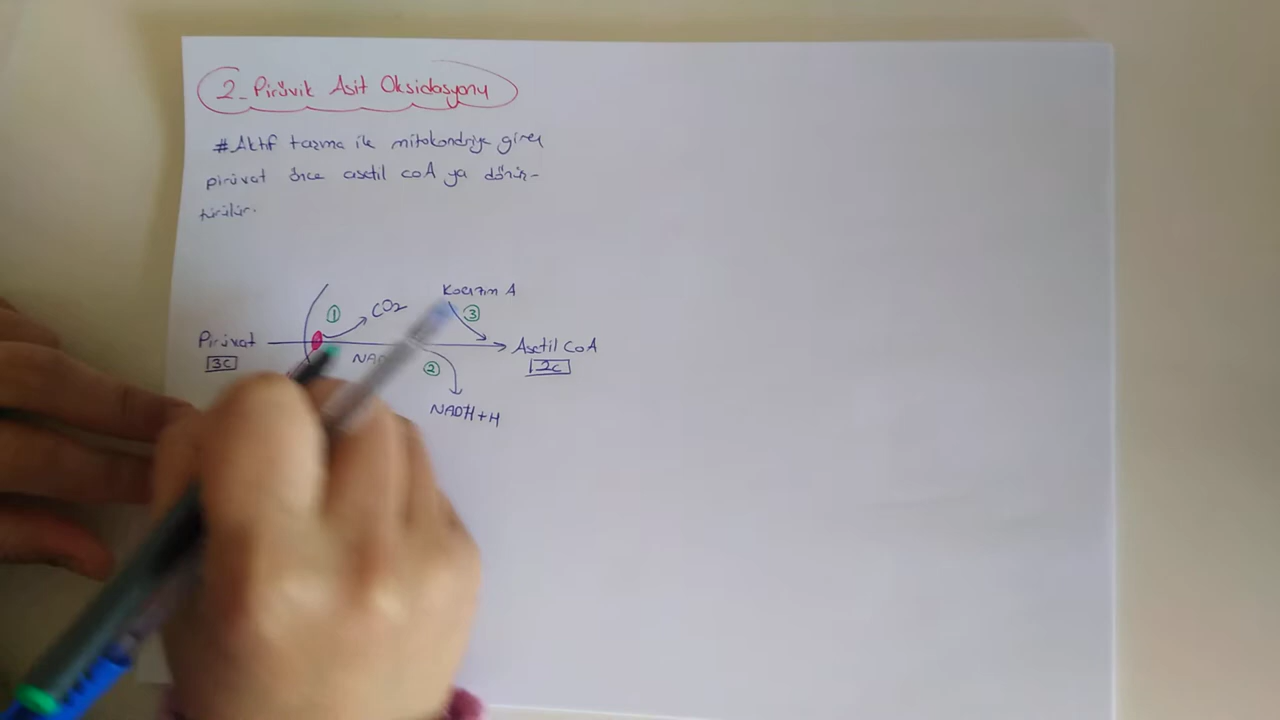 2_ Pirüvik Asit Oksidasyonu
#Aktif taşıma ile mitokondriye giren
pirüvat önce asetil coA ya dönüş-
türülür.
Koenzim A
① CO2 ③
Pirüvat Asetil CoA
3C NAD ② 2C
NADH+H